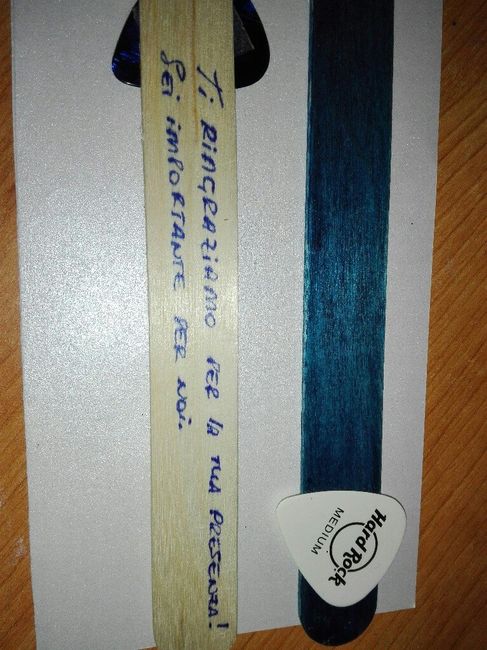 Ti RINGRAZIAMO PER LA TUA PRESENZA!
SEI IMPORTANTE PER NOI.
Hard Rock
MEDIUM